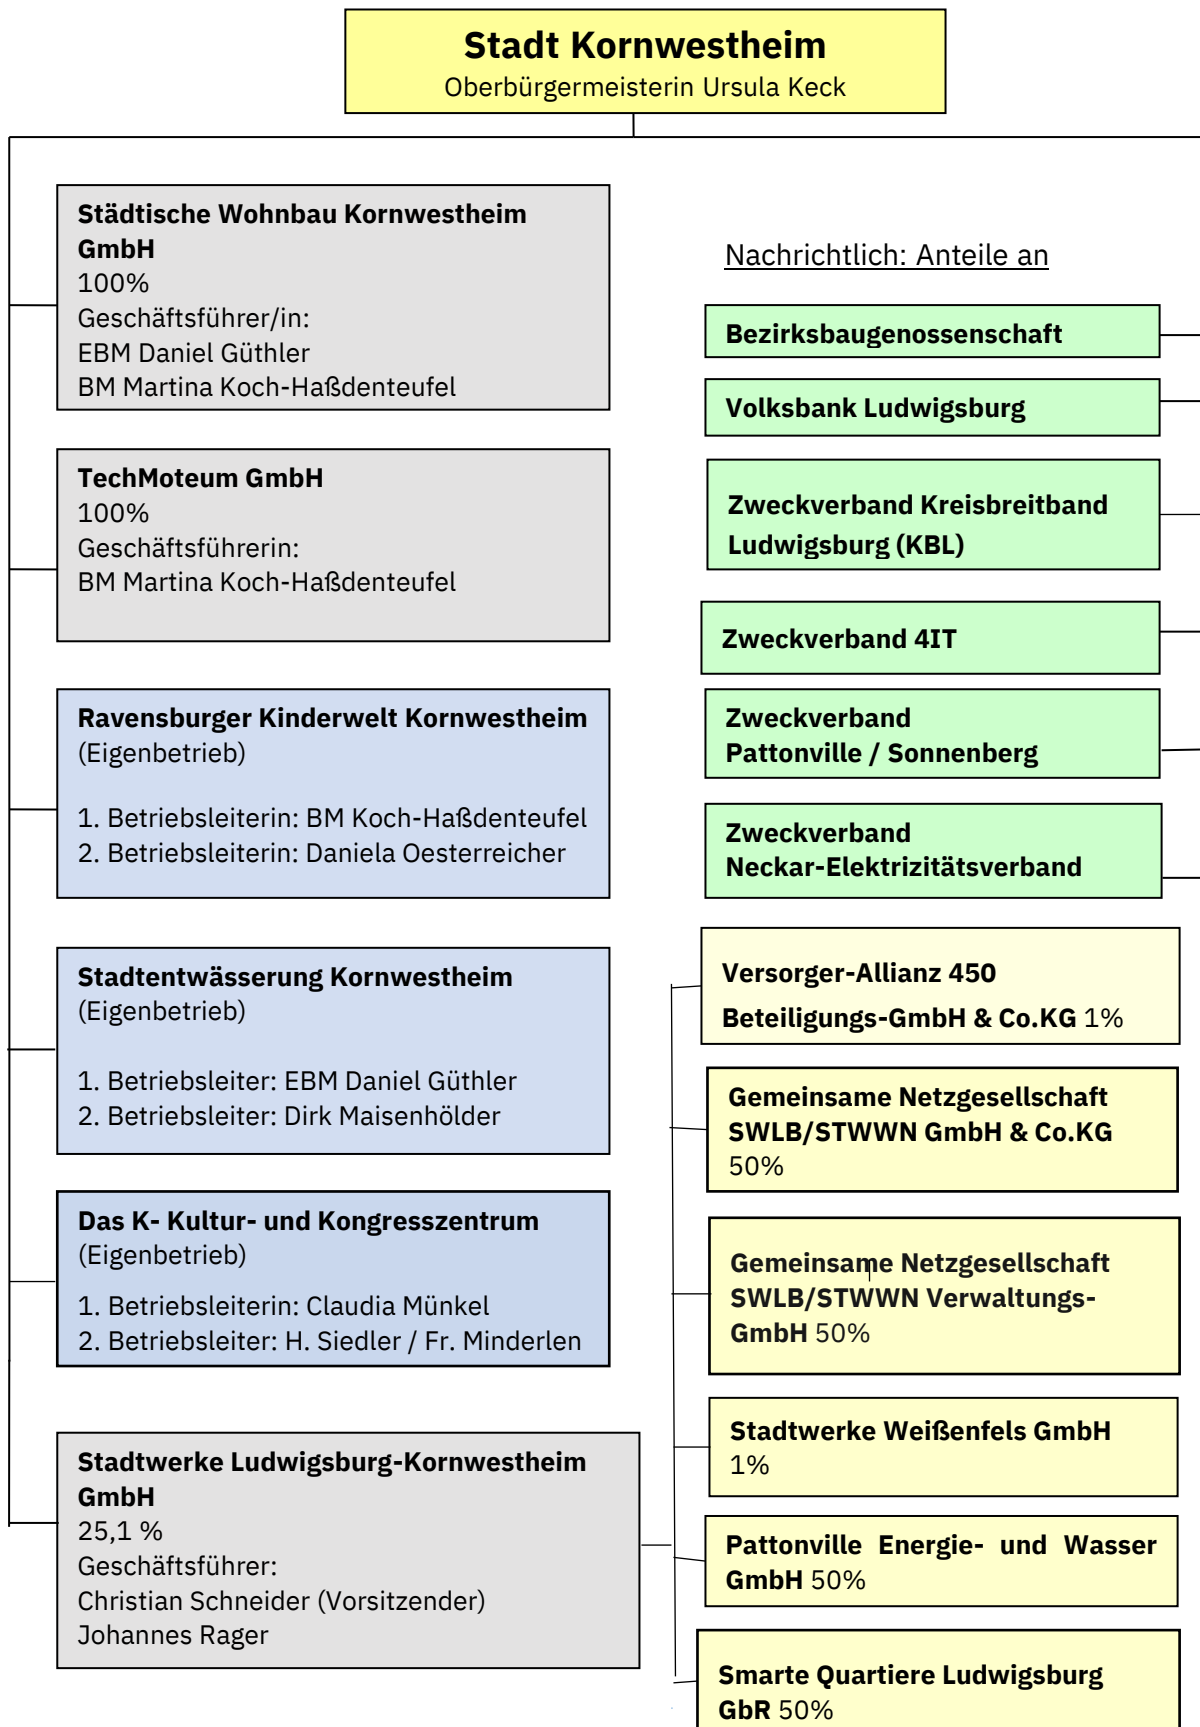 Stadt Kornwestheim
Oberbürgermeisterin Ursula Keck
Städtische Wohnbau Kornwestheim
GmbH
100%
Geschäftsführer/in:
EBM Daniel Güthler
BM Martina Koch-Haßdenteufel
TechMoteum GmbH
100%
Geschäftsführerin:
BM Martina Koch-Haßdenteufel
Ravensburger Kinderwelt Kornwestheim
(Eigenbetrieb)
1. Betriebsleiterin: BM Koch-Haßdenteufel
2. Betriebsleiterin: Daniela Oesterreicher
Stadtentwässerung Kornwestheim
(Eigenbetrieb)
1. Betriebsleiter: EBM Daniel Güthler
2. Betriebsleiter: Dirk Maisenhölder
Das K- Kultur- und Kongresszentrum
(Eigenbetrieb)
1. Betriebsleiterin: Claudia Münkel
2. Betriebsleiter: H. Siedler / Fr. Minderlen
Stadtwerke Ludwigsburg-Kornwestheim
GmbH
25,1 %
Geschäftsführer:
Christian Schneider (Vorsitzender)
Johannes Rager
Nachrichtlich: Anteile an
Bezirksbaugenossenschaft
Volksbank Ludwigsburg
Zweckverband Kreisbreitband
Ludwigsburg (KBL)
Zweckverband 4IT
Zweckverband
Pattonville / Sonnenberg
Zweckverband
Neckar-Elektrizitätsverband
Versorger-Allianz 450
Beteiligungs-GmbH & Co.KG 1%
Gemeinsame Netzgesellschaft
SWLB/STWWN GmbH & Co.KG
50%
Gemeinsame Netzgesellschaft
SWLB/STWWN Verwaltungs-
GmbH 50%
Stadtwerke Weißenfels GmbH
1%
Pattonville Energie- und Wasser
GmbH 50%
Smarte Quartiere Ludwigsburg
GbR 50%